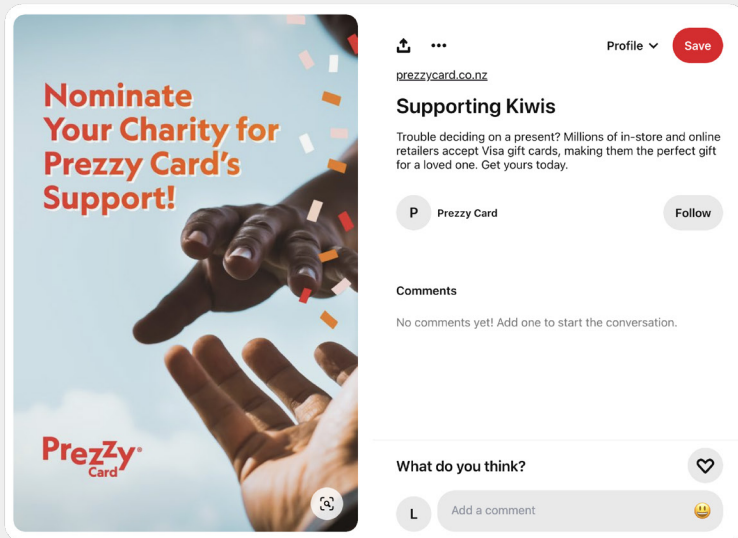 Nominate
Your Charity for
Prezzy Card's
Support!
Prezzy®
Card
Profile
Save
prezzycard.co.nz
Supporting Kiwis
Trouble deciding on a present? Millions of in-store and online
retailers accept Visa gift cards, making them the perfect gift
for a loved one. Get yours today.
P
Prezzy Card
Follow
Comments
No comments yet! Add one to start the conversation.
What do you think?
L
Add a comment